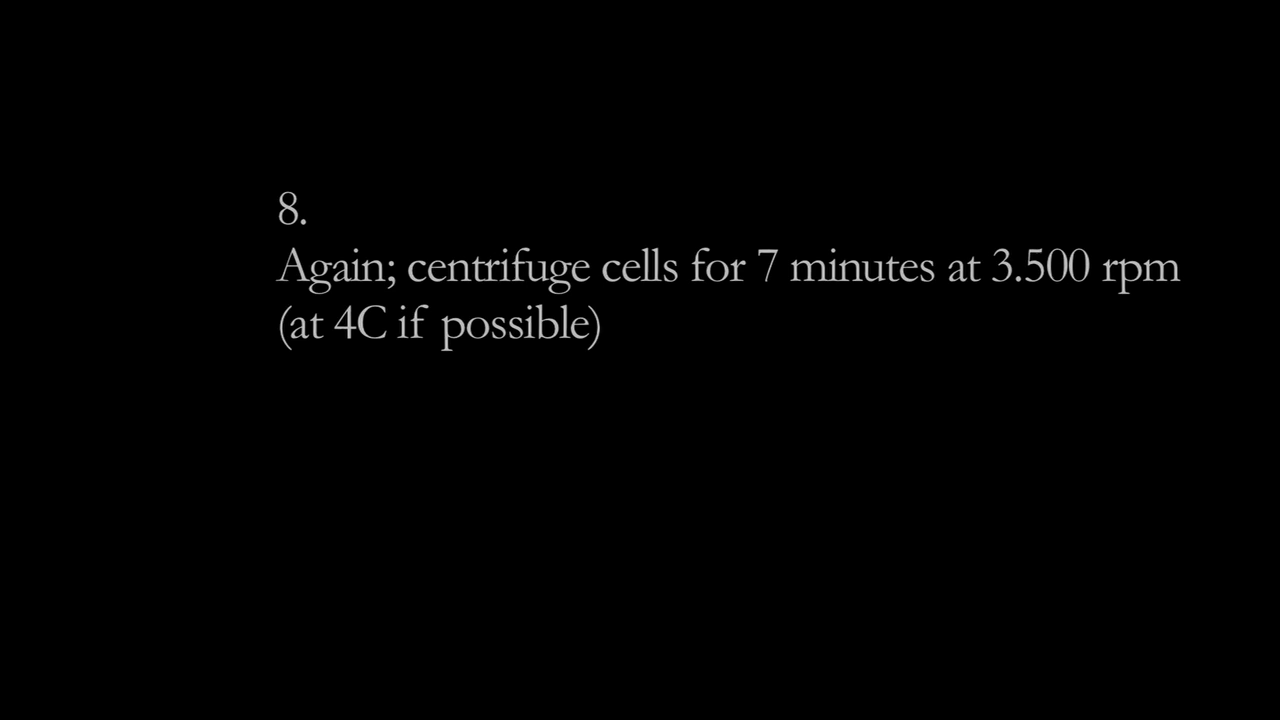 8.
Again; centrifuge cells for 7 minutes at 3.500 rpm
(at 4C if possible)